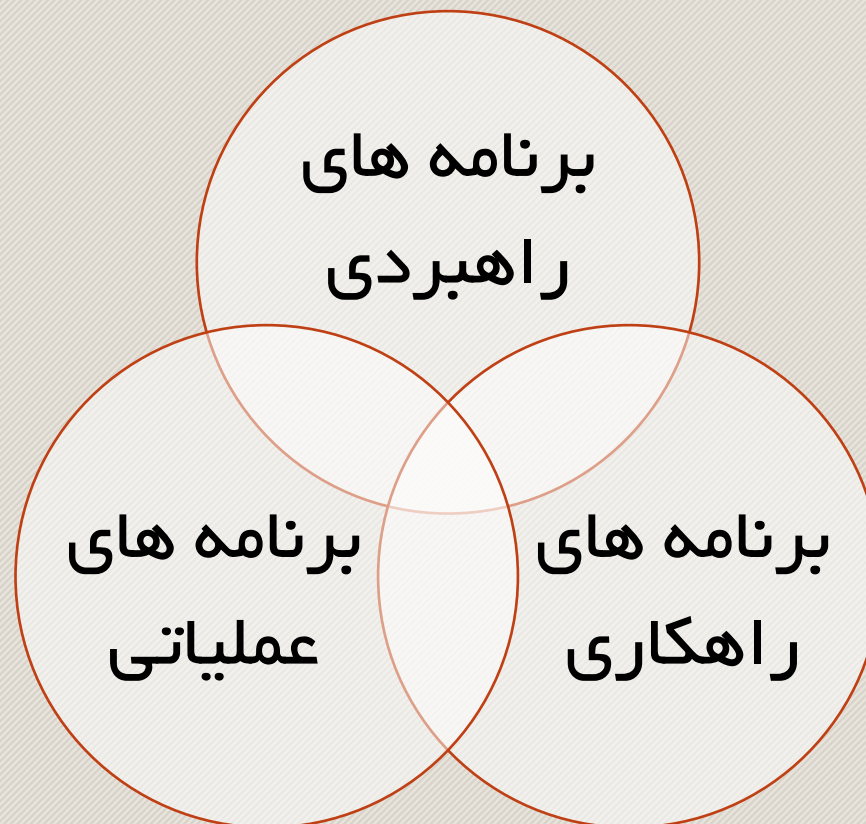 برنامه های
راهبردی
برنامه های
راهکاری
برنامه های
عملیاتی